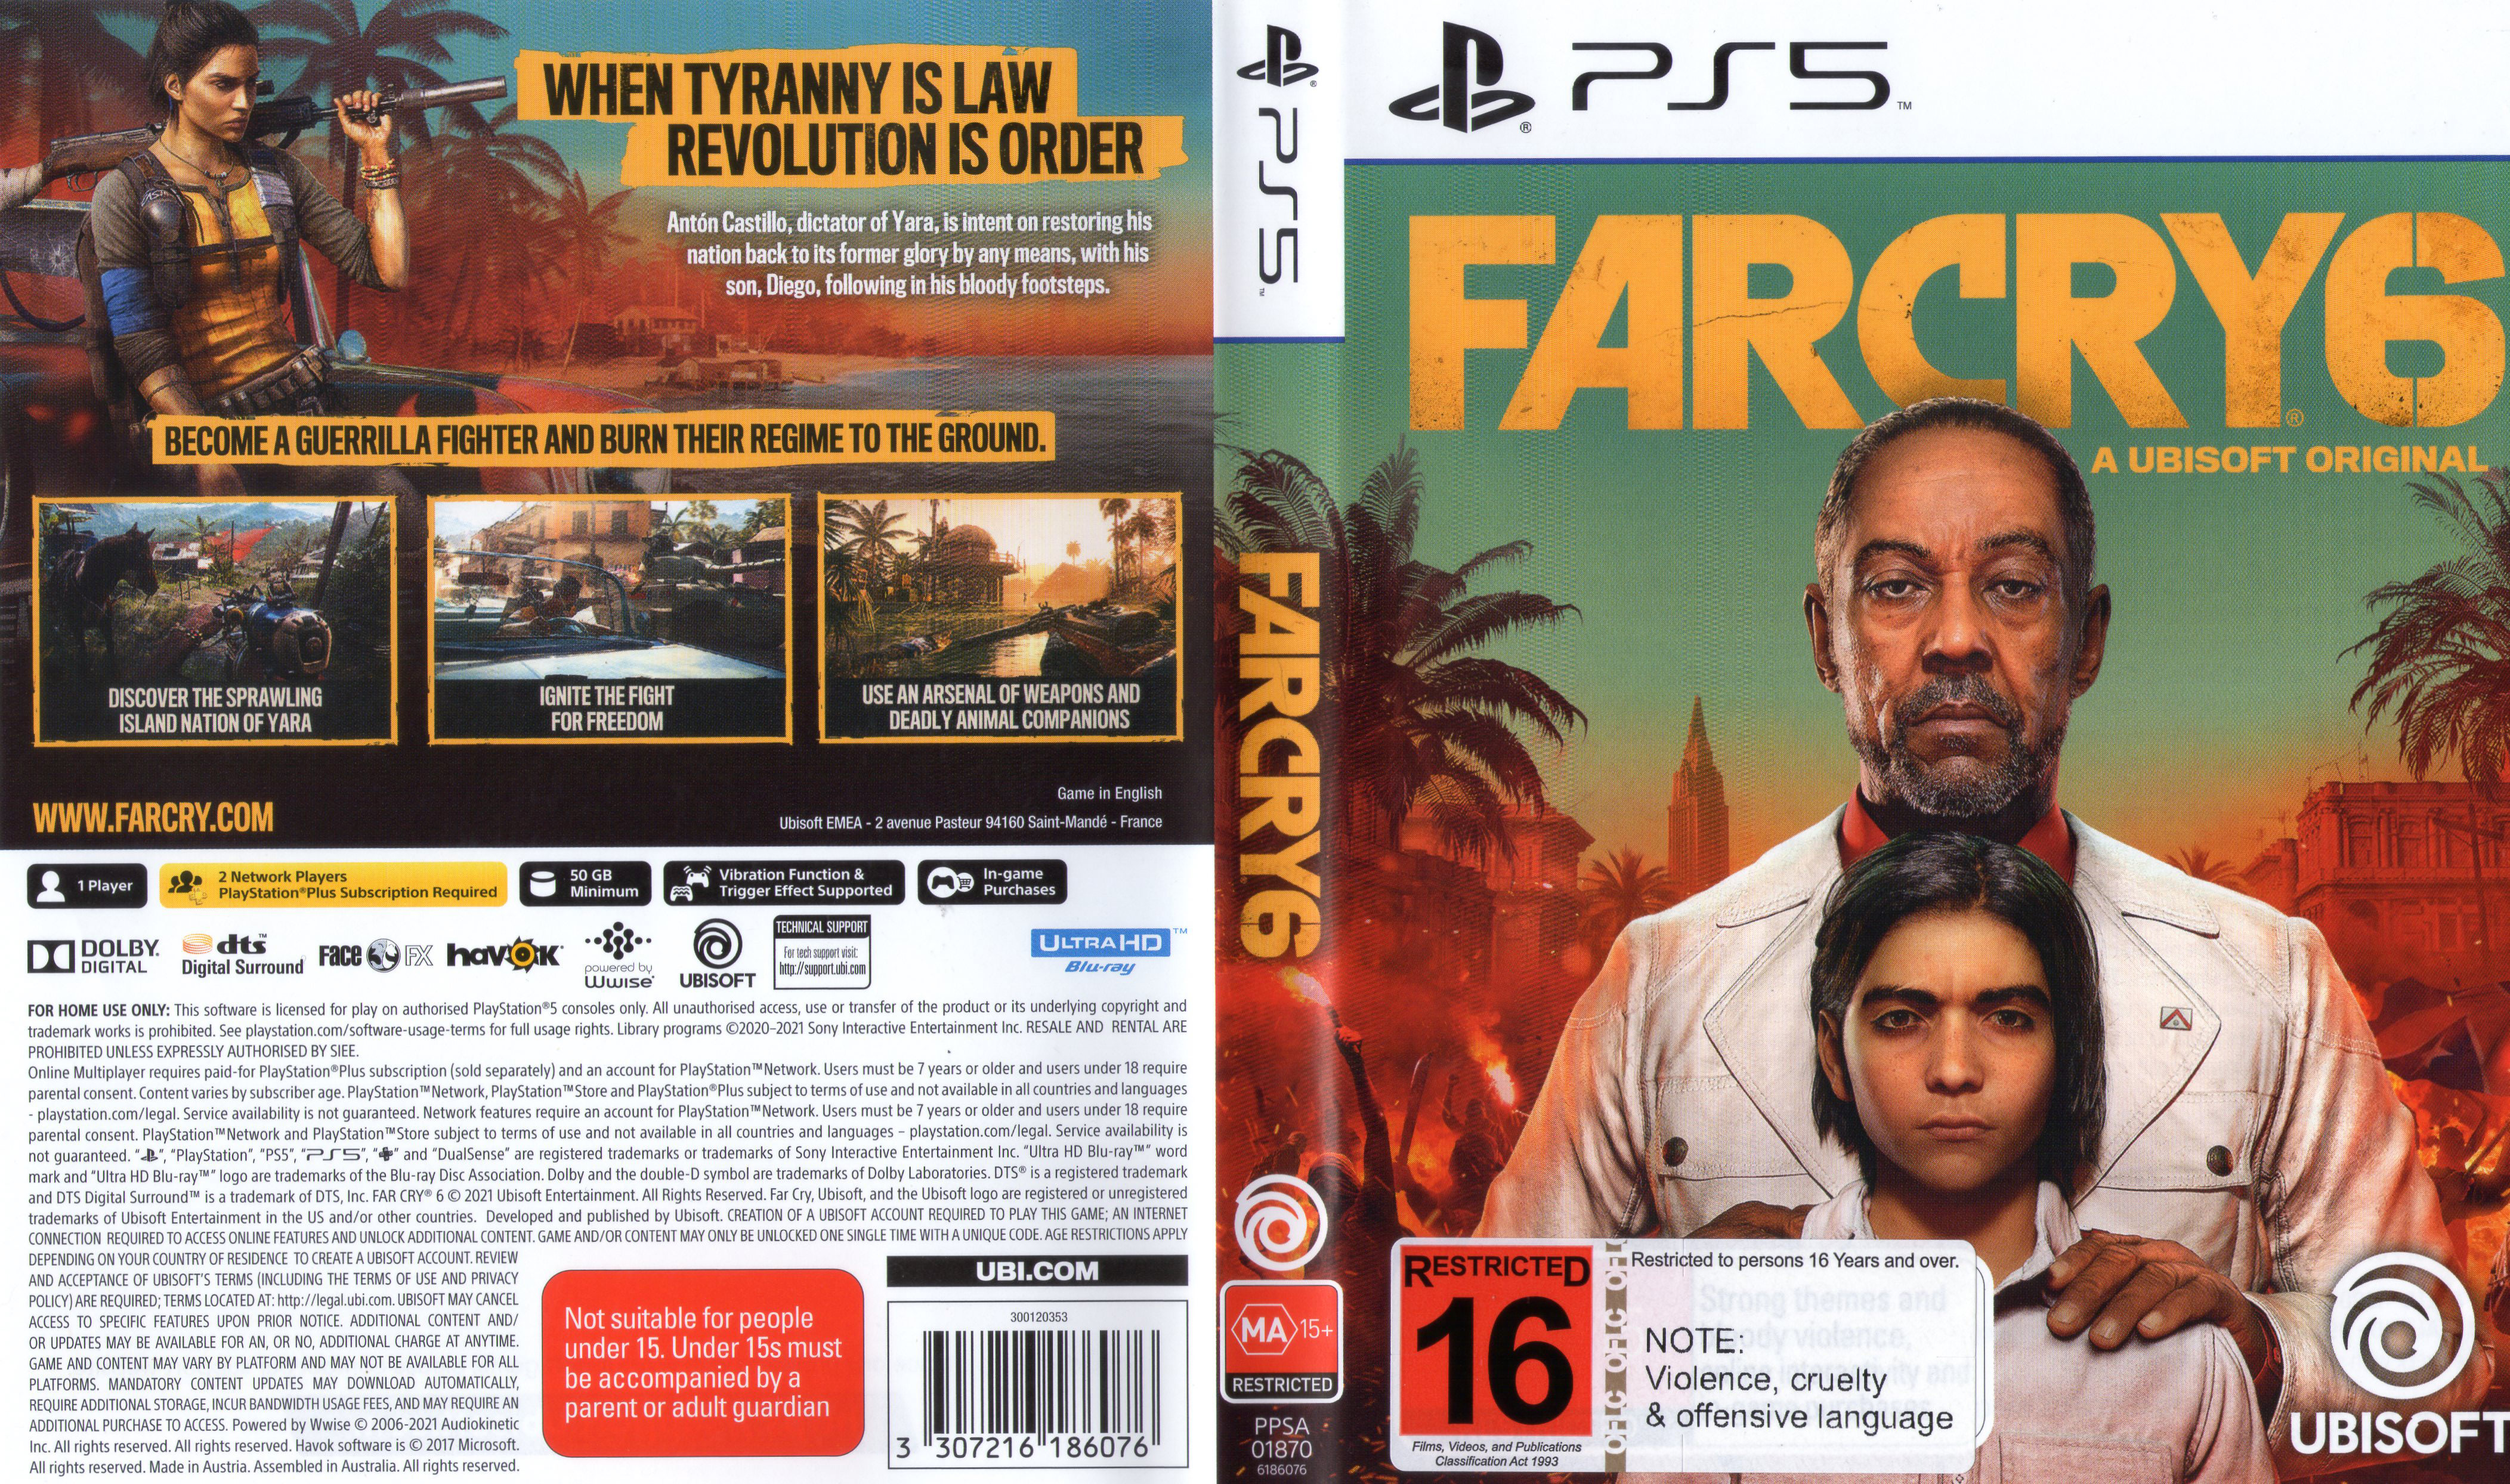 WHEN TYRANNY IS LAW
REVOLUTION IS ORDER
Antón Castillo, dictator of Yara, is intent on restoring his
nation back to its former glory by any means, with his
son, Diego, following in his bloody footsteps.
BECOME A GUERRILLA FIGHTER AND BURN THEIR REGIME TO THE GROUND.
DISCOVER THE SPRAWLING
ISLAND NATION OF YARA
IGNITE THE FIGHT
FOR FREEDOM
USE AN ARSENAL OF WEAPONS AND
DEADLY ANIMAL COMPANIONS
WWW.FARCRY.COM
Game in English
Ubisoft EMEA - 2 avenue Pasteur 94160 Saint-Mandé - France
1 Player
2 Network Players
PlayStation®Plus Subscription Required
50 GB
Minimum
Vibration Function &
Trigger Effect Supported
In-game
Purchases
DOLBY.
DIGITAL
dts™
Digital Surround
Face FX
havok®
powered by
Wwise®
UBISOFT
TECHNICAL SUPPORT
For tech support visit:
http://support.ubi.com
ULTRA HD™
Blu-ray
FOR HOME USE ONLY: This software is licensed for play on authorised PlayStation®5 consoles only. All unauthorised access, use or transfer of the product or its underlying copyright and
trademark works is prohibited. See playstation.com/software-usage-terms for full usage rights. Library programs ©2020–2021 Sony Interactive Entertainment Inc. RESALE AND RENTAL ARE
PROHIBITED UNLESS EXPRESSLY AUTHORISED BY SIEE.
Online Multiplayer requires paid-for PlayStation®Plus subscription (sold separately) and an account for PlayStation™Network. Users must be 7 years or older and users under 18 require
parental consent. Content varies by subscriber age. PlayStation™Network, PlayStation™Store and PlayStation®Plus subject to terms of use and not available in all countries and languages
- playstation.com/legal. Service availability is not guaranteed. Network features require an account for PlayStation™Network. Users must be 7 years or older and users under 18 require
parental consent. PlayStation™Network and PlayStation™Store subject to terms of use and not available in all countries and languages – playstation.com/legal. Service availability is
not guaranteed. “ ”, “PlayStation”, “PS5”, “PS5”, “ ” and “DualSense” are registered trademarks or trademarks of Sony Interactive Entertainment Inc. “Ultra HD Blu-ray™” word
mark and “Ultra HD Blu-ray™” logo are trademarks of the Blu-ray Disc Association. Dolby and the double-D symbol are trademarks of Dolby Laboratories. DTS® is a registered trademark
and DTS Digital Surround™ is a trademark of DTS, Inc. FAR CRY® 6 © 2021 Ubisoft Entertainment. All Rights Reserved. Far Cry, Ubisoft, and the Ubisoft logo are registered or unregistered
trademarks of Ubisoft Entertainment in the US and/or other countries. Developed and published by Ubisoft. CREATION OF A UBISOFT ACCOUNT REQUIRED TO PLAY THIS GAME; AN INTERNET
CONNECTION REQUIRED TO ACCESS ONLINE FEATURES AND UNLOCK ADDITIONAL CONTENT. GAME AND/OR CONTENT MAY ONLY BE UNLOCKED ONE SINGLE TIME WITH A UNIQUE CODE. AGE RESTRICTIONS APPLY
DEPENDING ON YOUR COUNTRY OF RESIDENCE TO CREATE A UBISOFT ACCOUNT. REVIEW
AND ACCEPTANCE OF UBISOFT'S TERMS (INCLUDING THE TERMS OF USE AND PRIVACY
POLICY) ARE REQUIRED; TERMS LOCATED AT: http://legal.ubi.com. UBISOFT MAY CANCEL
ACCESS TO SPECIFIC FEATURES UPON PRIOR NOTICE. ADDITIONAL CONTENT AND/
OR UPDATES MAY BE AVAILABLE FOR AN, OR NO, ADDITIONAL CHARGE AT ANYTIME.
GAME AND CONTENT MAY VARY BY PLATFORM AND MAY NOT BE AVAILABLE FOR ALL
PLATFORMS. MANDATORY CONTENT UPDATES MAY DOWNLOAD AUTOMATICALLY,
REQUIRE ADDITIONAL STORAGE, INCUR BANDWIDTH USAGE FEES, AND MAY REQUIRE AN
ADDITIONAL PURCHASE TO ACCESS. Powered by Wwise © 2006-2021 Audiokinetic
Inc. All rights reserved. All rights reserved. Havok software is © 2017 Microsoft.
All rights reserved. Made in Austria. Assembled in Australia. All rights reserved.
Not suitable for people
under 15. Under 15s must
be accompanied by a
parent or adult guardian
UBI.COM
300120353
3 307216 186076
PS5™
FARCRY6
MA 15+
RESTRICTED
PPSA
01870
6186076
PS5™
FARCRY6®
A UBISOFT ORIGINAL
RESTRICTED
16
Films, Videos, and Publications
Classification Act 1993
OFLC OFLC OFLC
Restricted to persons 16 Years and over.
NOTE:
Violence, cruelty
& offensive language
Strong themes and
bloody violence,
online interactivity and
UBISOFT